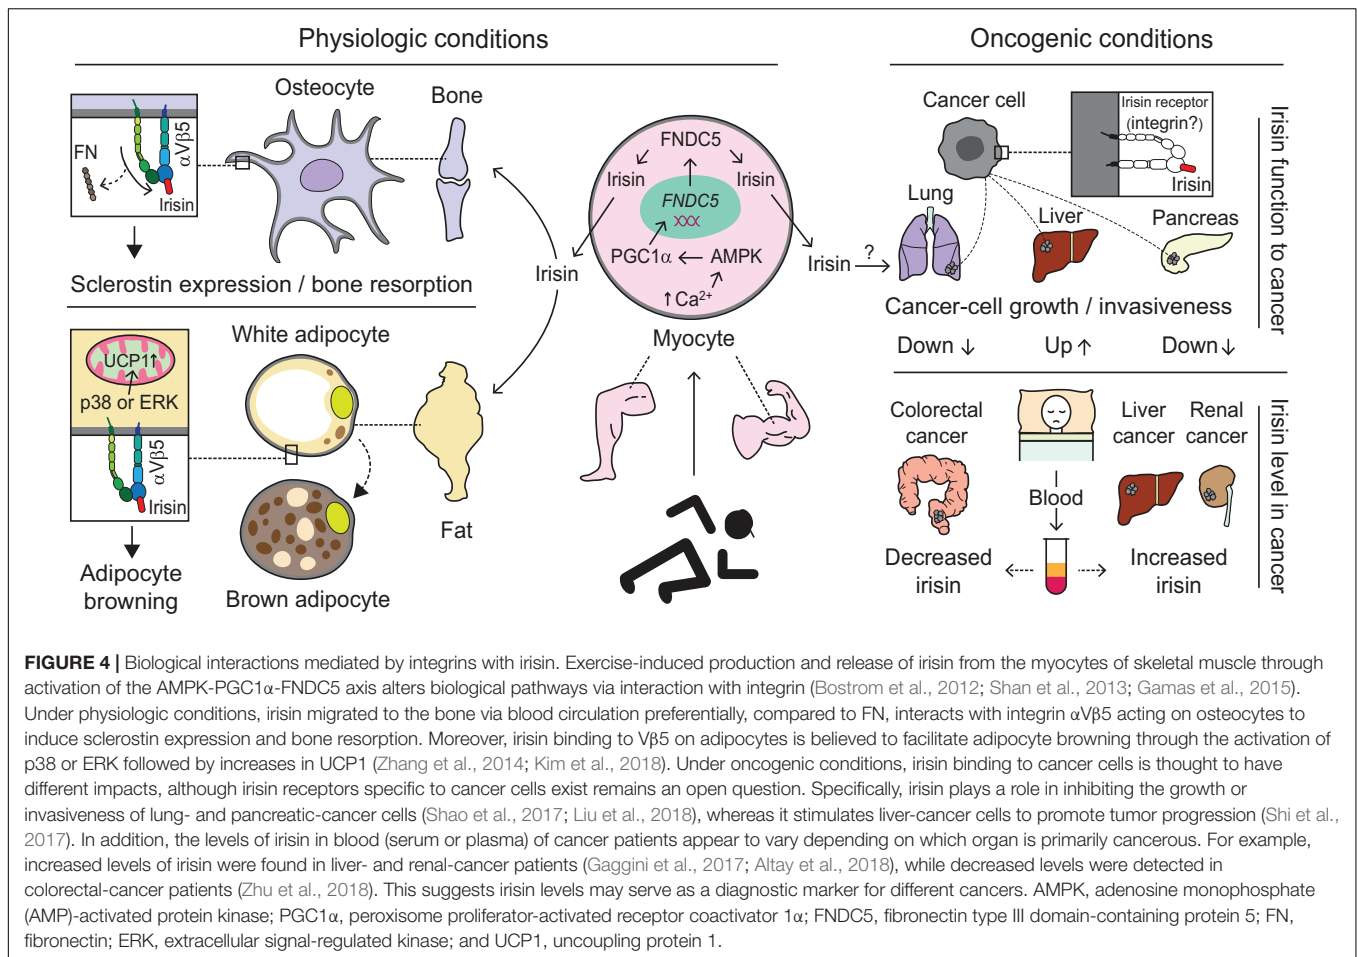 Physiologic conditions
Oncogenic conditions
Osteocyte
Bone
FN
αVβ5
Irisin
Sclerostin expression / bone resorption
White adipocyte
UCP1↑
p38 or ERK
αVβ5
Irisin
Adipocyte
browning
Brown adipocyte
Fat
Irisin
FNDC5
Irisin
Irisin
FNDC5
PGC1α
AMPK
↑Ca²⁺
Myocyte
Irisin
?
Cancer cell
Irisin receptor
(integrin?)
Irisin
Lung
Liver
Pancreas
Cancer-cell growth / invasiveness
Down ↓
Up ↑
Down ↓
Irisin function to cancer
Colorectal
cancer
Liver
cancer
Renal
cancer
Blood
Decreased
irisin
Increased
irisin
Irisin level in cancer
FIGURE 4 | Biological interactions mediated by integrins with irisin. Exercise-induced production and release of irisin from the myocytes of skeletal muscle through
activation of the AMPK-PGC1α-FNDC5 axis alters biological pathways via interaction with integrin (Bostrom et al., 2012; Shan et al., 2013; Gamas et al., 2015).
Under physiologic conditions, irisin migrated to the bone via blood circulation preferentially, compared to FN, interacts with integrin αVβ5 acting on osteocytes to
induce sclerostin expression and bone resorption. Moreover, irisin binding to Vβ5 on adipocytes is believed to facilitate adipocyte browning through the activation of
p38 or ERK followed by increases in UCP1 (Zhang et al., 2014; Kim et al., 2018). Under oncogenic conditions, irisin binding to cancer cells is thought to have
different impacts, although irisin receptors specific to cancer cells exist remains an open question. Specifically, irisin plays a role in inhibiting the growth or
invasiveness of lung- and pancreatic-cancer cells (Shao et al., 2017; Liu et al., 2018), whereas it stimulates liver-cancer cells to promote tumor progression (Shi et al.,
2017). In addition, the levels of irisin in blood (serum or plasma) of cancer patients appear to vary depending on which organ is primarily cancerous. For example,
increased levels of irisin were found in liver- and renal-cancer patients (Gaggini et al., 2017; Altay et al., 2018), while decreased levels were detected in
colorectal-cancer patients (Zhu et al., 2018). This suggests irisin levels may serve as a diagnostic marker for different cancers. AMPK, adenosine monophosphate
(AMP)-activated protein kinase; PGC1α, peroxisome proliferator-activated receptor coactivator 1α; FNDC5, fibronectin type III domain-containing protein 5; FN,
fibronectin; ERK, extracellular signal-regulated kinase; and UCP1, uncoupling protein 1.